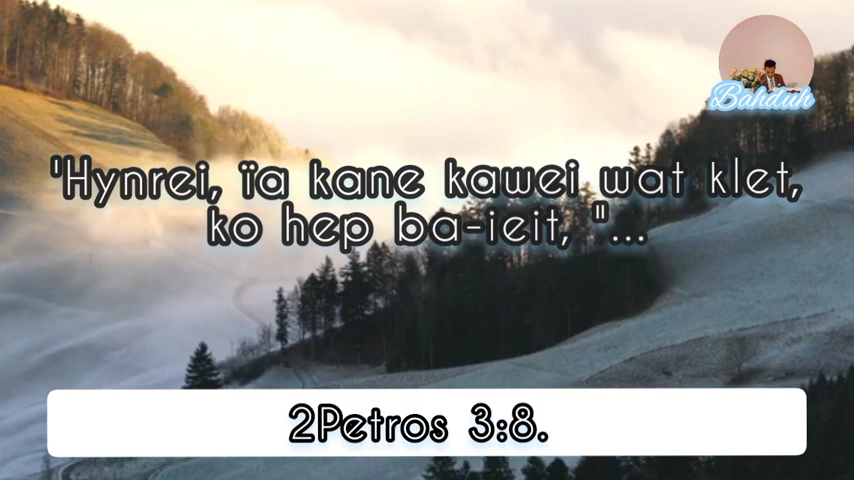 Bahduh
'Hynrei, ïa kane kawei wat klet,
ko hep ba-ieit, "...
2Petros 3:8.